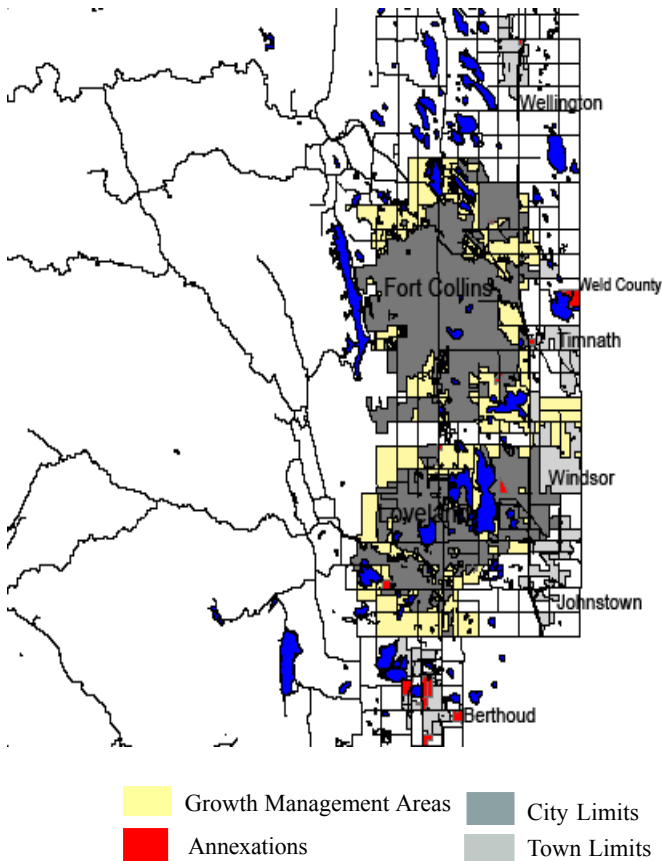 Wellington
Fort Collins
Weld County
Timnath
Windsor
Loveland
Johnstown
Berthoud
Growth Management Areas
City Limits
Annexations
Town Limits